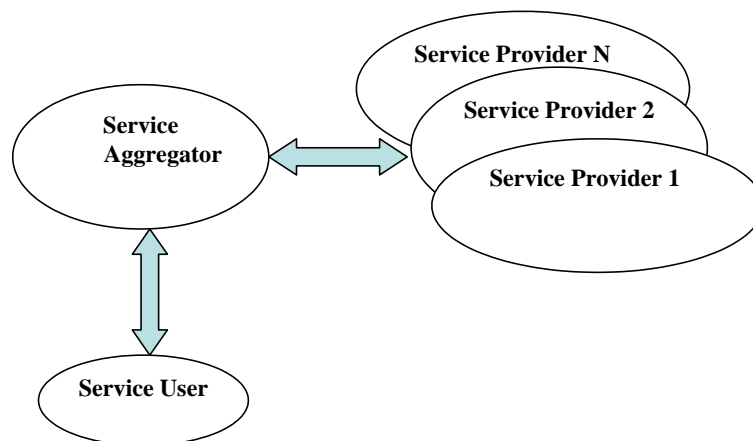 Service Provider N
Service Provider 2
Service Provider 1
Service
Aggregator
Service User